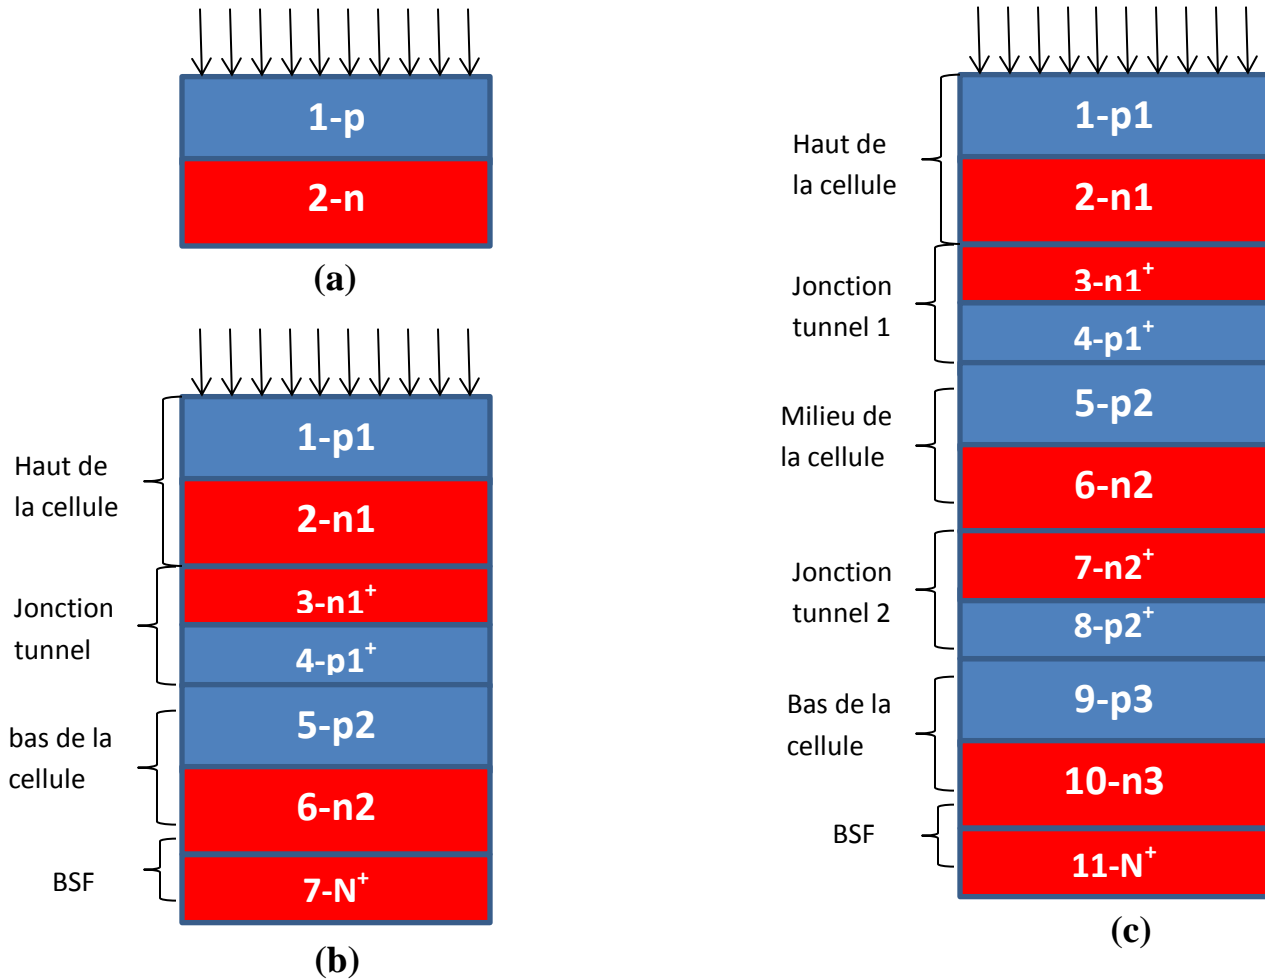 1-p
2-n
(a)
Haut de
la cellule
1-p1
2-n1
Jonction
tunnel
3-n1⁺
4-p1⁺
bas de la
cellule
5-p2
6-n2
BSF
7-N⁺
(b)
Haut de
la cellule
1-p1
2-n1
Jonction
tunnel 1
3-n1⁺
4-p1⁺
Milieu de
la cellule
5-p2
6-n2
Jonction
tunnel 2
7-n2⁺
8-p2⁺
Bas de la
cellule
9-p3
10-n3
BSF
11-N⁺
(c)